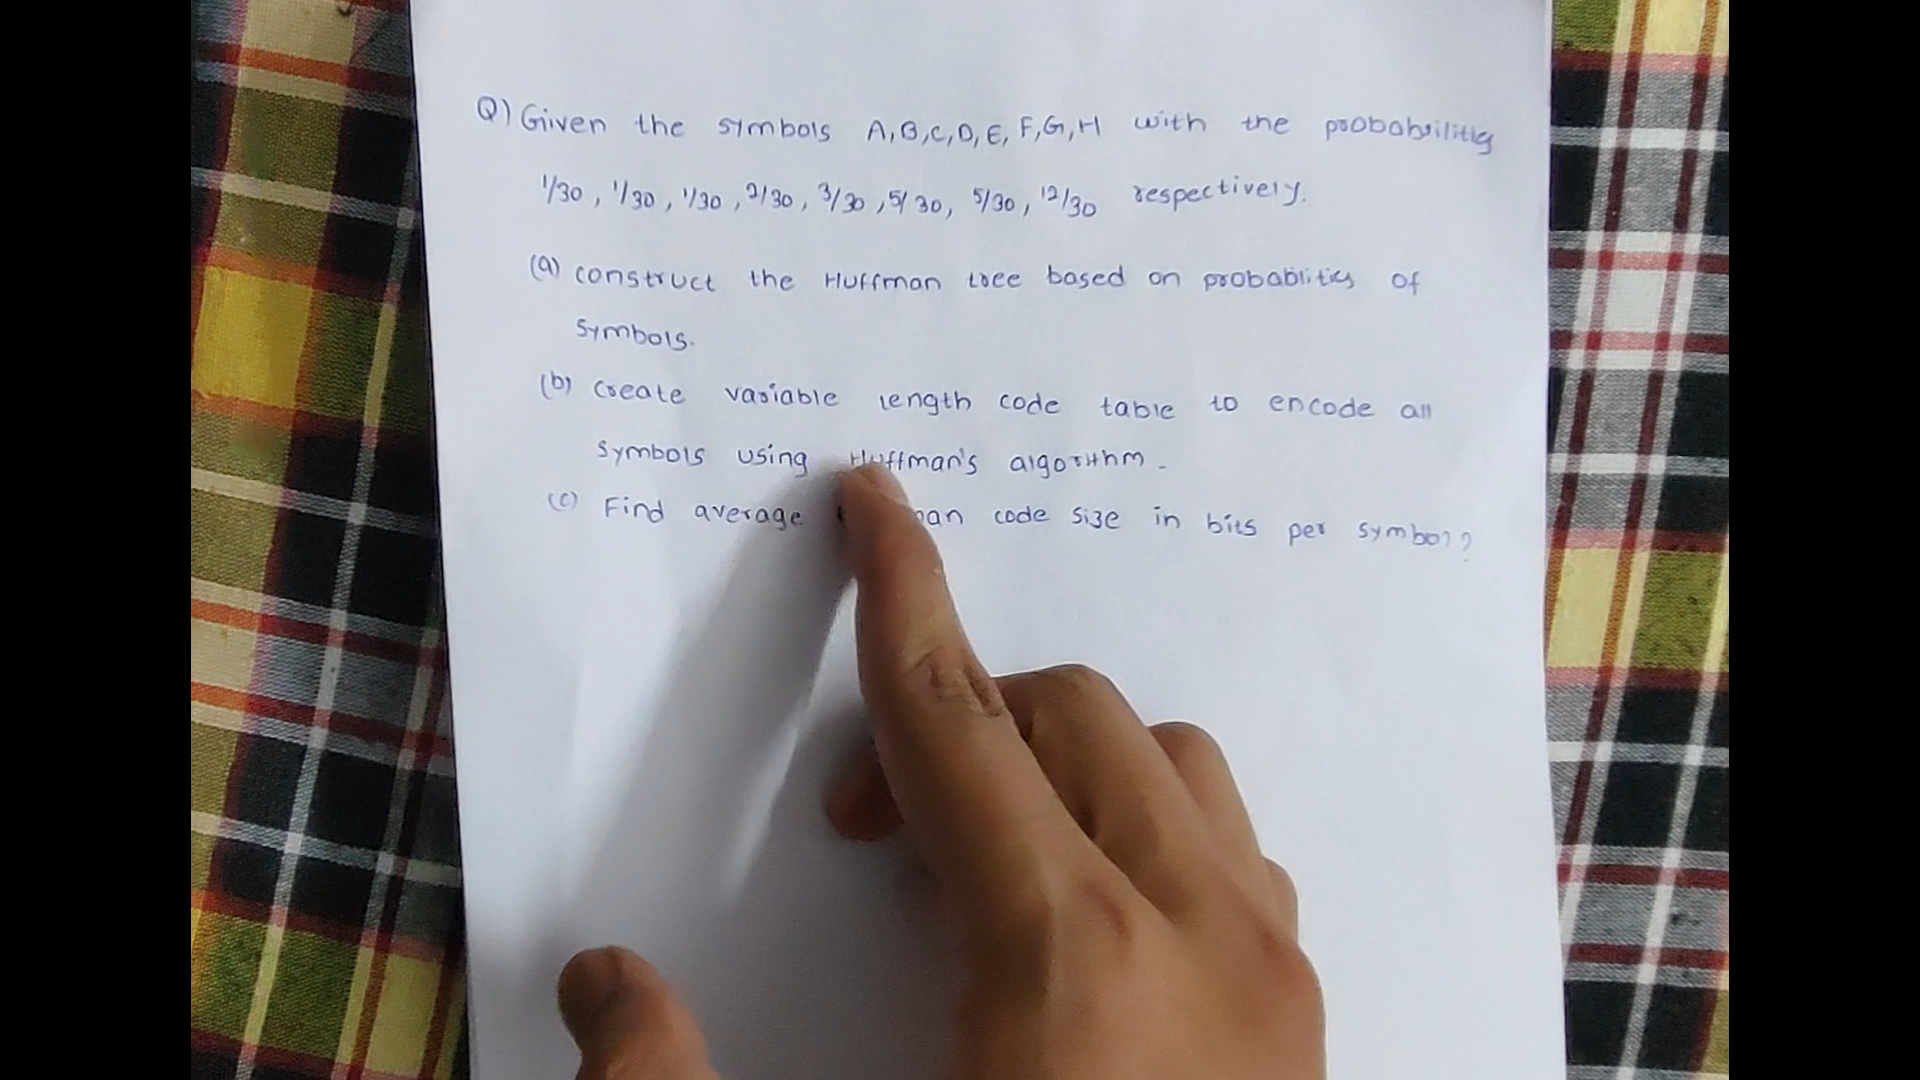 Q) Given the symbols A,B,C,D,E,F,G,H with the probabilities
1/30, 1/30, 1/30, 2/30, 3/30, 5/30, 5/30, 12/30 respectively.
(a) construct the Huffman tree based on probablities of
symbols.
(b) create variable length code table to encode all
symbols using Huffman's algorithm.
(c) Find average man code size in bits per symbol?